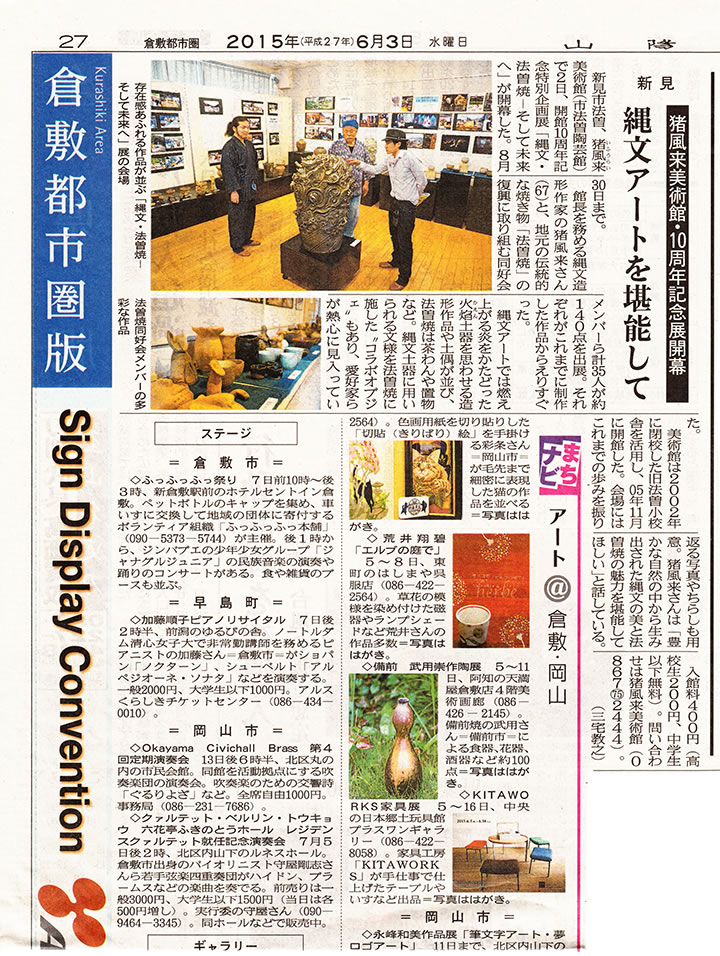 27
倉敷都市圏
2015年(平成27年)6月3日 水曜日
山陽
Kurashiki Area
倉敷都市圏版
Sign Display Convention
新見
猪風来美術館・10周年記念展開幕
縄文アートを堪能して
新見市法曽、猪風来
いふうらい
美術館(市法曽陶芸館)
で2日、開館10周年記
念特別企画展「縄文・
法曽焼―そして未来
へ」が開幕した。8月
30日まで。
館長を務める縄文造
形作家の猪風来さん
(67)と、地元の伝統的
な焼き物「法曽焼」の
復興に取り組む同好会
メンバーら計35人が約
140点を出展。それ
ぞれがこれまでに制作
した作品からえりすぐ
った。
縄文アートでは燃え
上がる炎をかたどった
火焰土器を思わせる造
形作品や土偶が並び、
法曽焼は茶わんや置物
など。縄文土器に用い
られる文様を法曽焼に
施した〝コラボオブジ
ェ〟もあり、愛好家ら
が熱心に見入ってい
た。
美術館は2002年
に閉校した旧法曽小校
舎を活用し、05年11月
に開館した。会場には
これまでの歩みを振り
返る写真やちらしも用
意。猪風来さんは「豊
かな自然の中から生み
出された縄文の美と法
曽焼の魅力を堪能して
ほしい」と話している。
入館料400円(高
校生200円、中学生
以下無料)。問い合わ
せは猪風来美術館(0
867㊆2444)。
(三宅教之)
存在感あふれる作品が並ぶ「縄文・法曽焼―
そして未来へ」展の会場
法曽焼同好会メンバーの多
彩な作品
ステージ
=倉敷市=
◇ふっふっふっ祭り 7日前10時~後
3時、新倉敷駅前のホテルセントイン倉
敷。ペットボトルのキャップを集め、車
いすに交換して地域の団体に寄付する
ボランティア組織「ふっふっふっ本舗」
(090-5373-5744)が主催。後1時か
ら、ジンバブエの少年少女グループ「ジ
ャナグルジュニア」の民族音楽の演奏や
踊りのコンサートがある。食や雑貨のブ
ースも並ぶ。
=早島町=
◇加藤順子ピアノリサイタル 7日後
2時半、前潟のゆるびの舎。ノートルダ
ム清心女子大で非常勤講師を務めるピ
アニストの加藤さん=倉敷市=がショパ
ン「ノクターン」、シューベルト「アル
ペジオーネ・ソナタ」などを演奏する。
一般2000円、大学生以下1000円。アルス
くらしきチケットセンター(086-434-
0010)。
=岡山市=
◇Okayama Civichall Brass 第4
回定期演奏会 13日後6時半、北区丸の
内の市民会館。同館を活動拠点にする吹
奏楽団の演奏会。吹奏楽のための交響詩
「ぐるりよざ」など。全席自由1000円。
事務局(086-231-7686)。
◇クァルテット・ベルリン・トウキョ
ウ 六花亭ふきのとうホール レジデン
スクァルテット就任記念演奏会 7月5
日後2時、北区内山下のルネスホール。
倉敷市出身のバイオリニスト守屋剛志さ
んら若手弦楽四重奏団がハイドン、ブラ
ームスなどの楽曲を奏でる。前売りは一
般3000円、大学生以下1500円(当日は各
500円増し)。実行委の守屋さん(090-
9464-3345)。同ホールなどで販売中。
ギャラリー
まちナビ
アート@倉敷・岡山
2564)。色画用紙を切り貼りした
「切貼(きりばり)絵」を手掛け
る彩条さん
=岡山市=
が毛先まで
細密に表現
した猫の作
品を並べる
=写真はは
がき。
◇荒井翔碧
「エルブの庭で」
5~8日、東
町のはしまや呉
服店(086-422-
2564)。草花の模
様を染め付けた磁
器やランプシェー
ドなど荒井さんの
作品多数=写真は
はがき。
◇備前 武用崇作陶展 5~11
日、阿知の天満
屋倉敷店4階美
術画廊(086-
426-2145)。
備前焼の武用さ
ん=備前市=に
よる食器、花器、
酒器など約100
点=写真ははが
き。
◇KITAWO
RKS家具展 5~16日、中央
の日本郷土玩具館
プラスワンギャラ
リー(086-422-
8058)。家具工房
「KITAWORK
S」が手仕事で仕
上げたテーブルや
いすなど出品=写真ははがき。
=岡山市=
◇永峰和美作品展「筆文字アート・夢
ロゴアート」 11日まで、北区内山下の